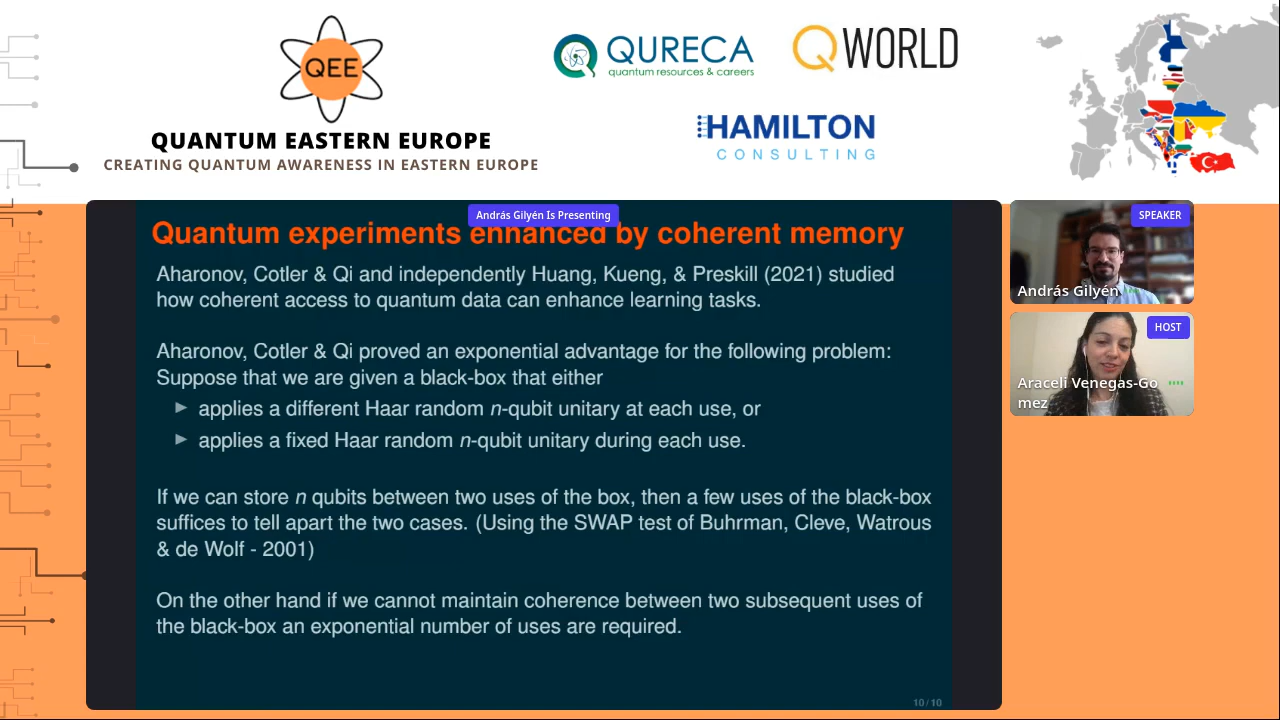 QEE
QUANTUM EASTERN EUROPE
CREATING QUANTUM AWARENESS IN EASTERN EUROPE
QURECA
quantum resources & careers
QWORLD
HAMILTON
CONSULTING
András Gilyén Is Presenting
Quantum experiments enhanced by coherent memory
Aharonov, Cotler & Qi and independently Huang, Kueng, & Preskill (2021) studied
how coherent access to quantum data can enhance learning tasks.
Aharonov, Cotler & Qi proved an exponential advantage for the following problem:
Suppose that we are given a black-box that either
► applies a different Haar random n-qubit unitary at each use, or
► applies a fixed Haar random n-qubit unitary during each use.
If we can store n qubits between two uses of the box, then a few uses of the black-box
suffices to tell apart the two cases. (Using the SWAP test of Buhrman, Cleve, Watrous
& de Wolf - 2001)
On the other hand if we cannot maintain coherence between two subsequent uses of
the black-box an exponential number of uses are required.
10/10
SPEAKER
András Gilyén
HOST
Araceli Venegas-Go
mez